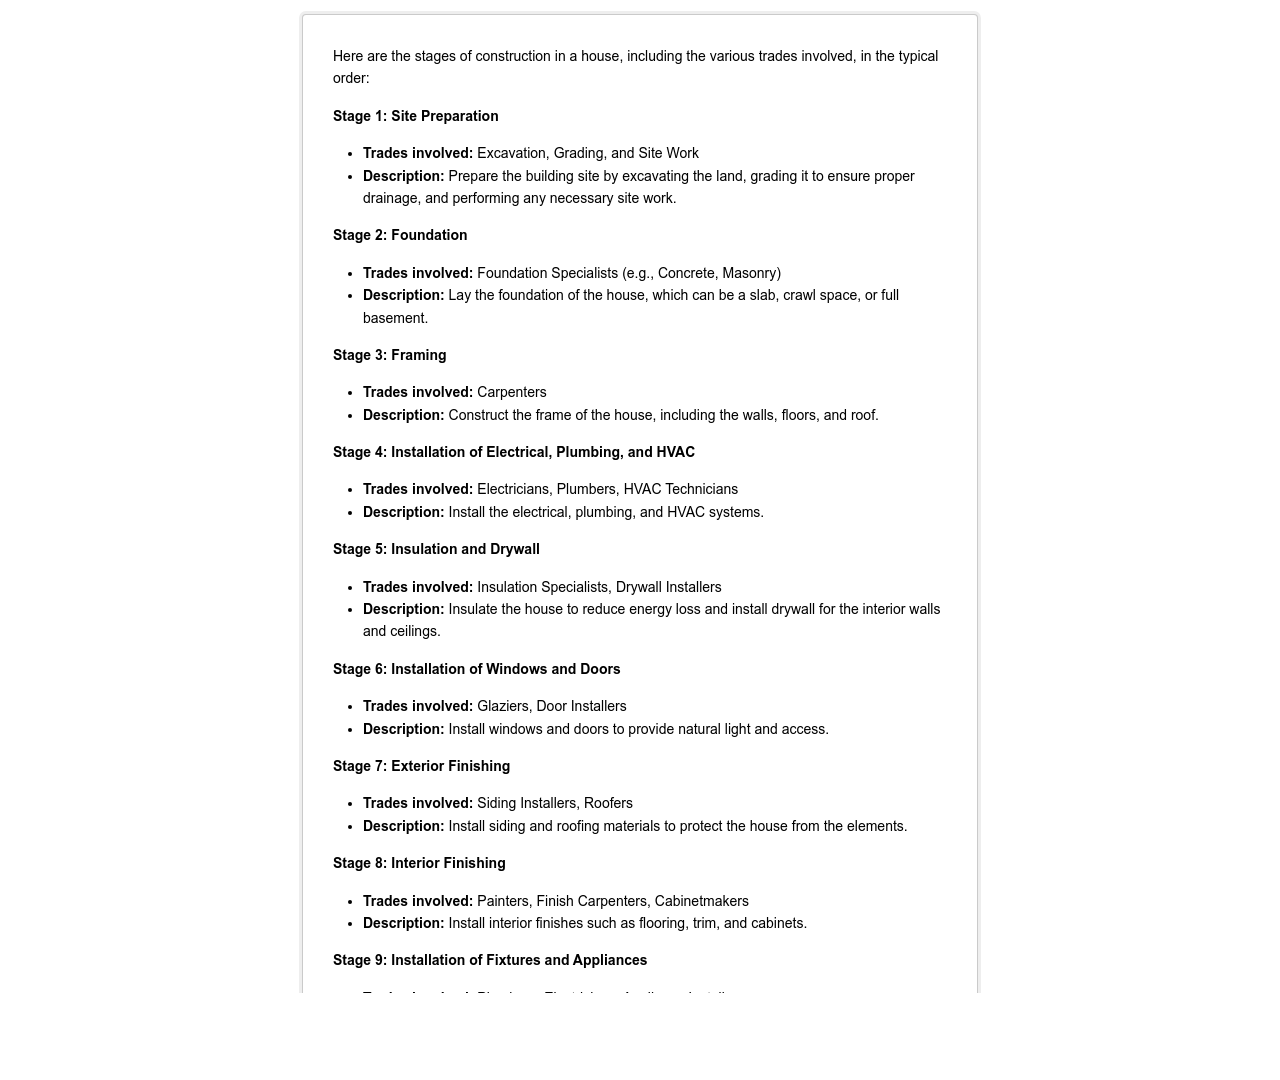 Here are the stages of construction in a house, including the various trades involved, in the typical
order:
Stage 1: Site Preparation
• Trades involved: Excavation, Grading, and Site Work
• Description: Prepare the building site by excavating the land, grading it to ensure proper
drainage, and performing any necessary site work.
Stage 2: Foundation
• Trades involved: Foundation Specialists (e.g., Concrete, Masonry)
• Description: Lay the foundation of the house, which can be a slab, crawl space, or full
basement.
Stage 3: Framing
• Trades involved: Carpenters
• Description: Construct the frame of the house, including the walls, floors, and roof.
Stage 4: Installation of Electrical, Plumbing, and HVAC
• Trades involved: Electricians, Plumbers, HVAC Technicians
• Description: Install the electrical, plumbing, and HVAC systems.
Stage 5: Insulation and Drywall
• Trades involved: Insulation Specialists, Drywall Installers
• Description: Insulate the house to reduce energy loss and install drywall for the interior walls
and ceilings.
Stage 6: Installation of Windows and Doors
• Trades involved: Glaziers, Door Installers
• Description: Install windows and doors to provide natural light and access.
Stage 7: Exterior Finishing
• Trades involved: Siding Installers, Roofers
• Description: Install siding and roofing materials to protect the house from the elements.
Stage 8: Interior Finishing
• Trades involved: Painters, Finish Carpenters, Cabinetmakers
• Description: Install interior finishes such as flooring, trim, and cabinets.
Stage 9: Installation of Fixtures and Appliances